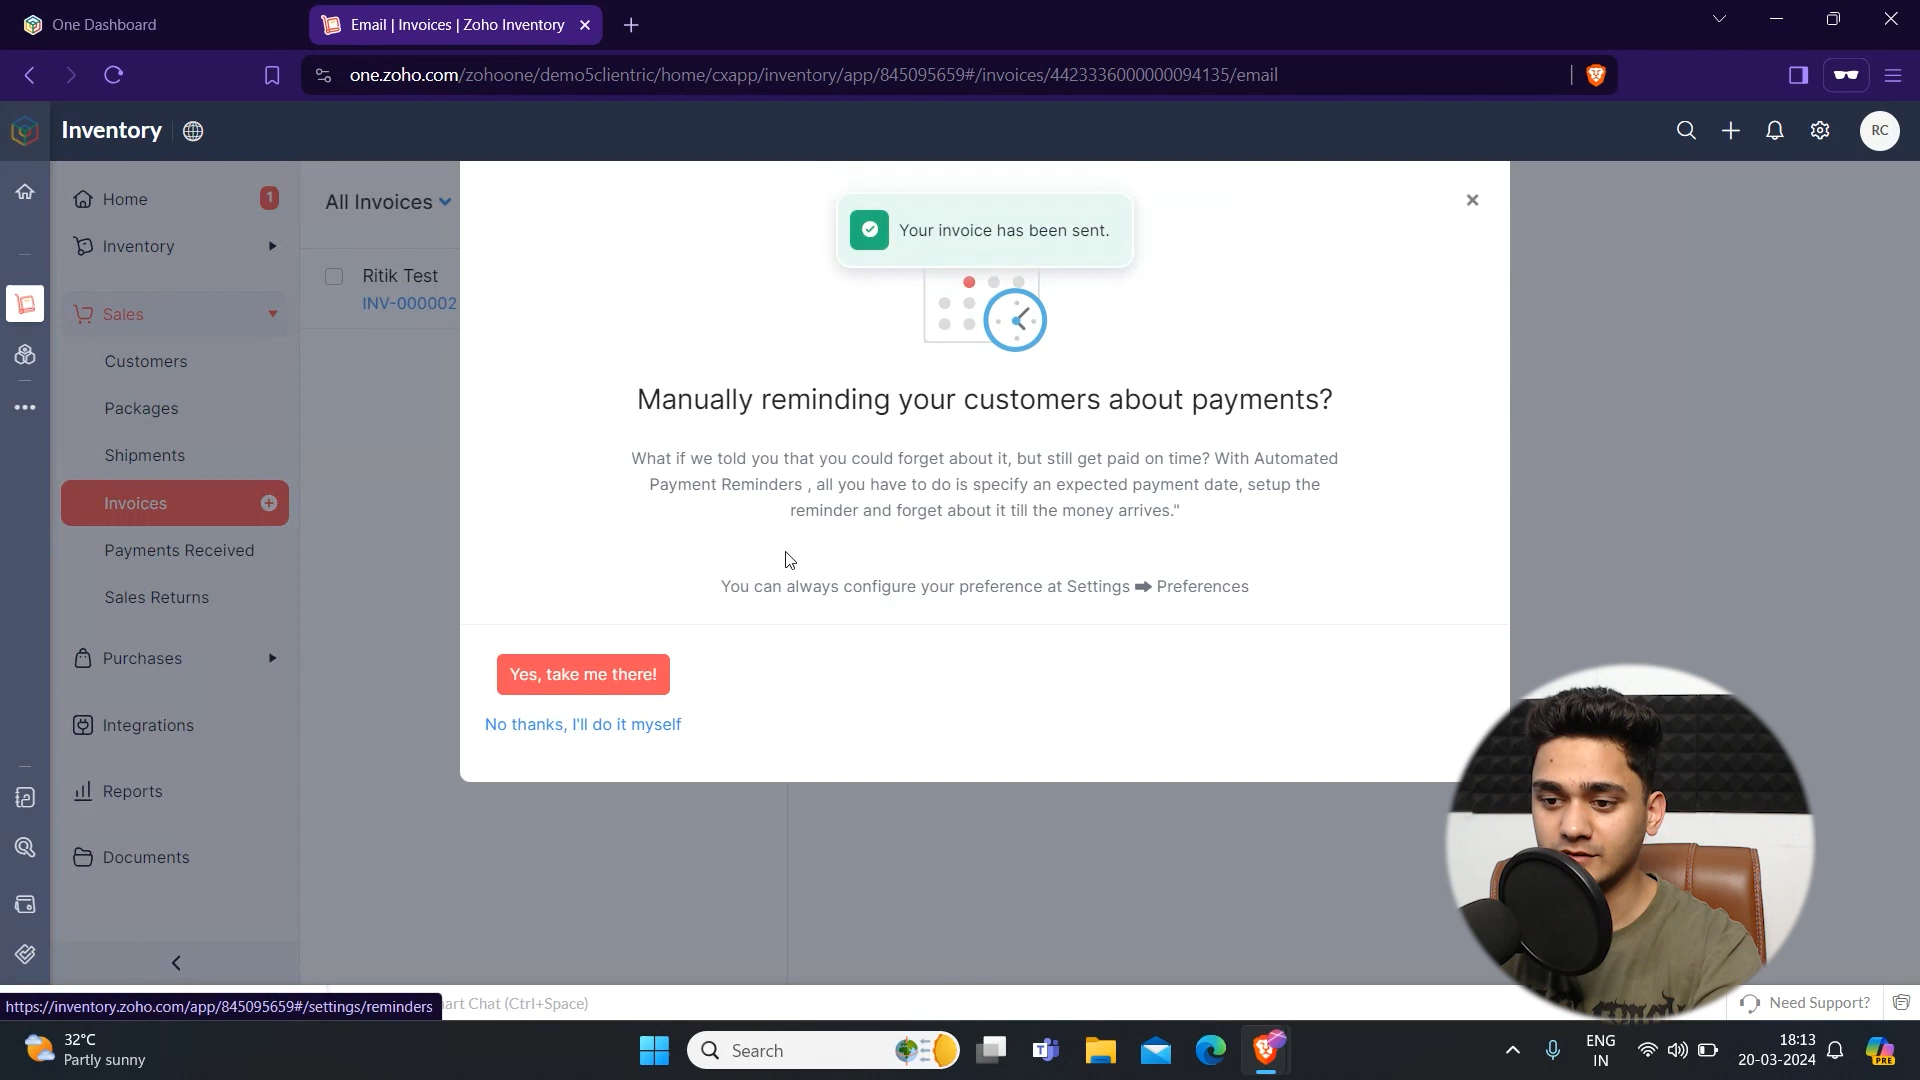 One Dashboard
Email | Invoices | Zoho Inventory
one.zoho.com/zohoone/demo5clientric/home/cxapp/inventory/app/845095659#/invoices/4423336000000094135/email
Inventory
RC
Home
1
Inventory
Sales
Customers
Packages
Shipments
Invoices
Payments Received
Sales Returns
Purchases
Integrations
Reports
Documents
All Invoices
Ritik Test
INV-000002
Your invoice has been sent.
Manually reminding your customers about payments?
What if we told you that you could forget about it, but still get paid on time? With Automated
Payment Reminders , all you have to do is specify an expected payment date, setup the
reminder and forget about it till the money arrives."
You can always configure your preference at Settings ➡ Preferences
Yes, take me there!
No thanks, I'll do it myself
https://inventory.zoho.com/app/845095659#/settings/reminders
Chat (Ctrl+Space)
Need Support?
32°C
Partly sunny
Search
ENG
IN
18:13
20-03-2024
PRE